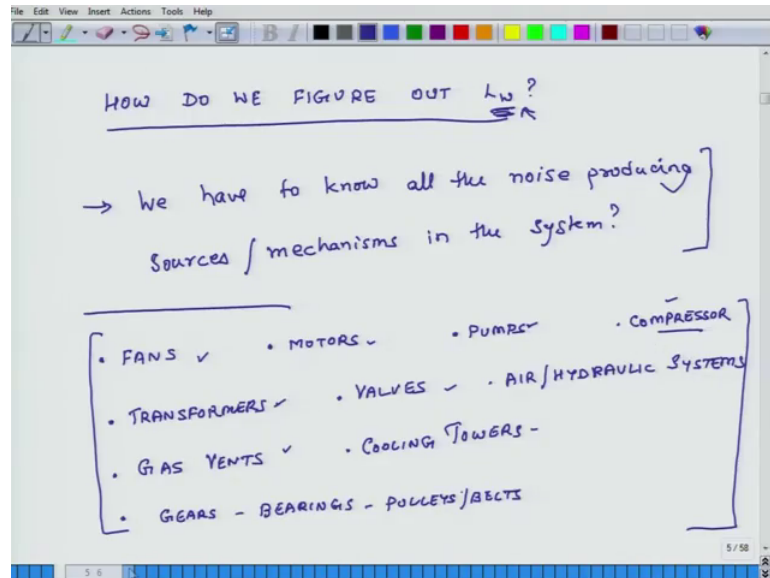 File Edit View Insert Actions Tools Help
B I
HOW DO WE FIGURE OUT LW?
→ We have to know all the noise producing
sources / mechanisms in the system?
• FANS ✓ • MOTORS ✓ • PUMPS ✓ • COMPRESSOR
• TRANSFORMERS ✓ • VALVES ✓ • AIR/HYDRAULIC SYSTEMS
• GAS VENTS ✓ • COOLING TOWERS -
• GEARS - BEARINGS - PULLEYS/BELTS
5/58
5 6